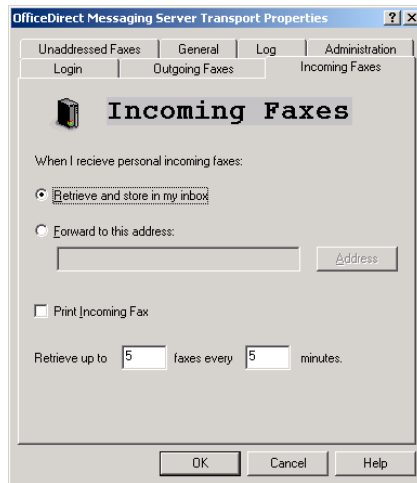 OfficeDirect Messaging Server Transport Properties
Unaddressed Faxes General Log Administration
Login Outgoing Faxes Incoming Faxes
Incoming Faxes
When I recieve personal incoming faxes:
Retrieve and store in my inbox
Forward to this address:
Address
Print Incoming Fax
Retrieve up to 5 faxes every 5 minutes.
OK Cancel Help